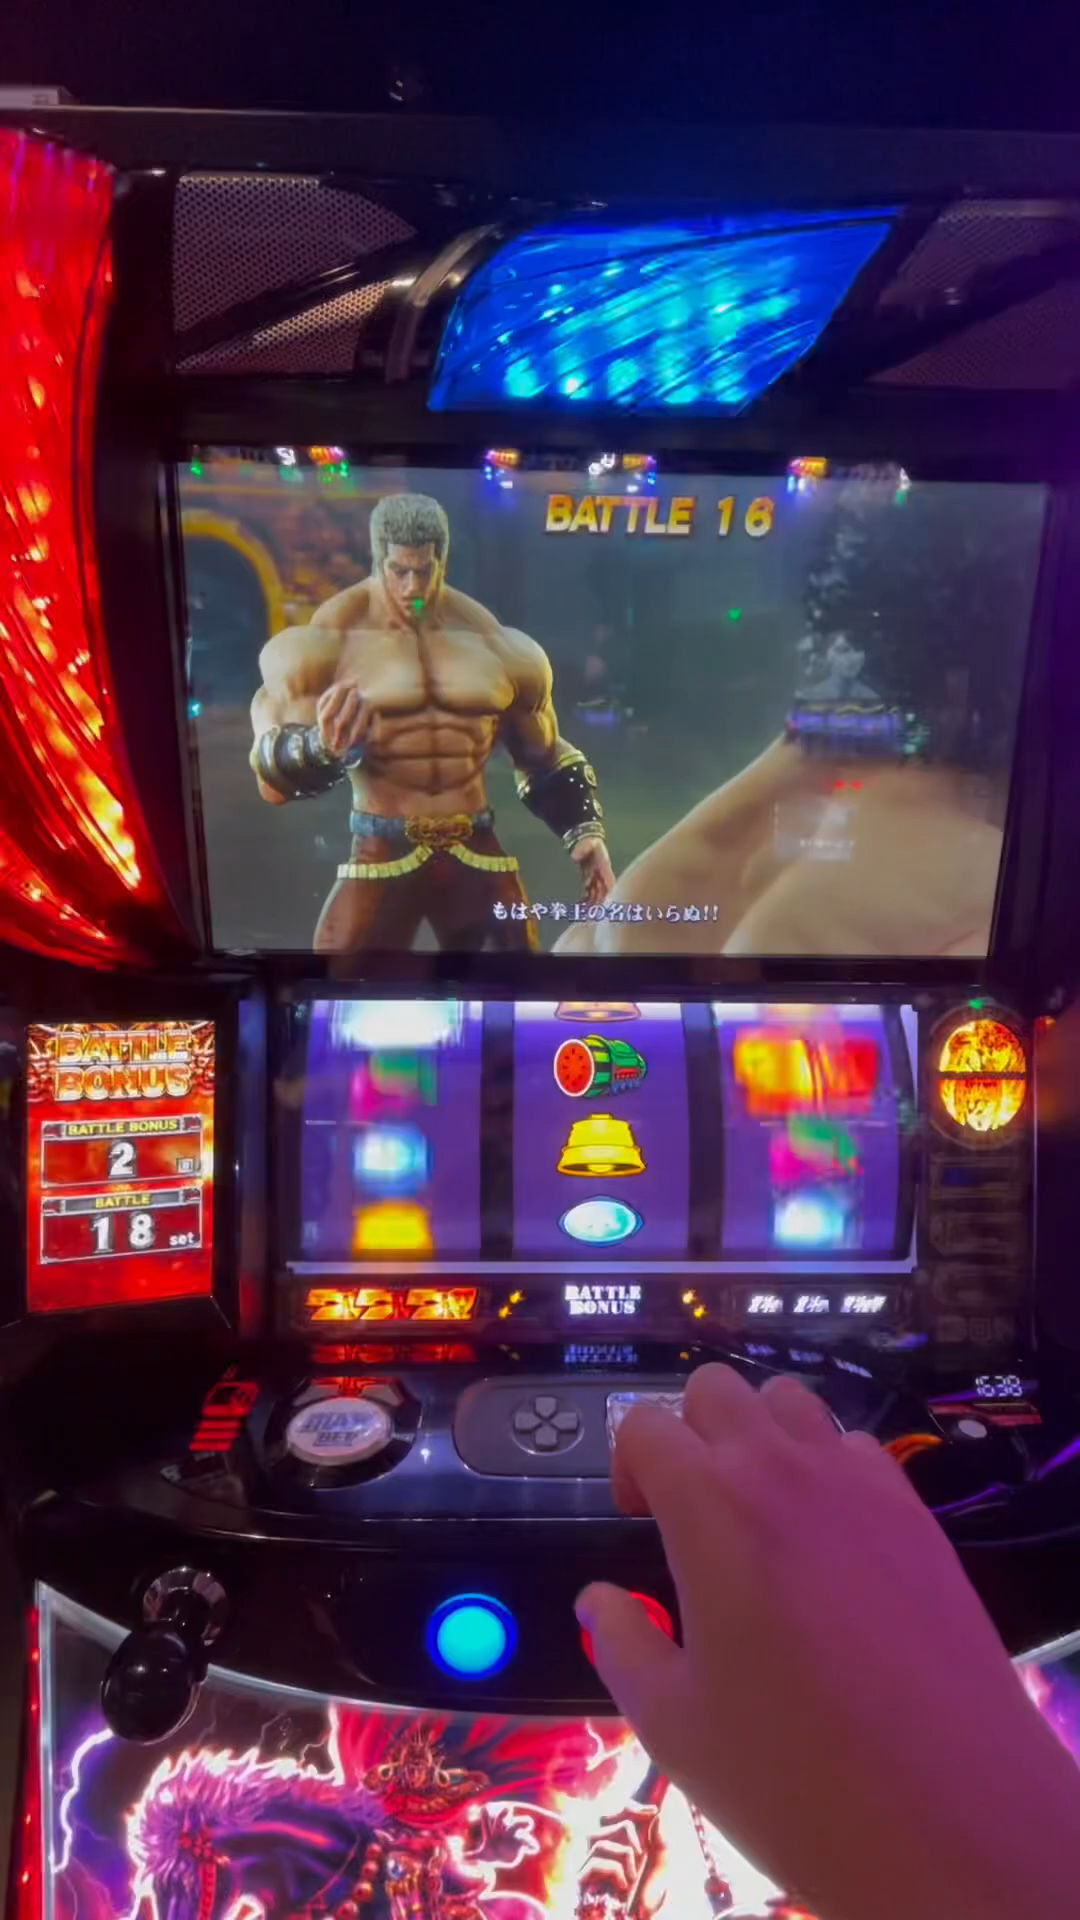 BATTLE 16
もはや拳王の名はいらぬ!!
BATTLE
BONUS
BATTLE BONUS
2 回
BATTLE
18 set
BATTLE
BONUS
MAX
BET